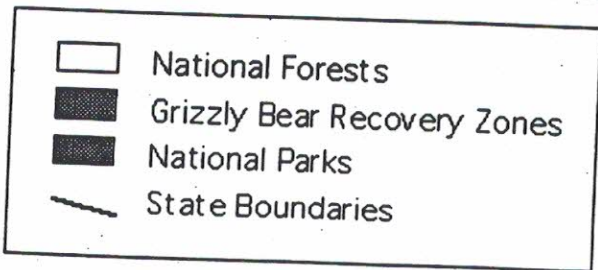 National Forests
Grizzly Bear Recovery Zones
National Parks
State Boundaries